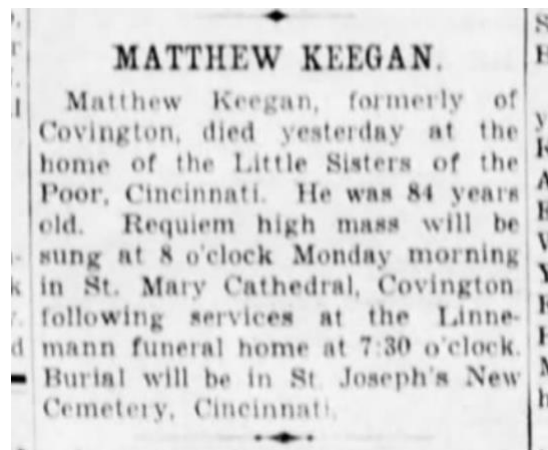 MATTHEW KEEGAN.
Matthew Keegan, formerly of
Covington, died yesterday at the
home of the Little Sisters of the
Poor, Cincinnati. He was 84 years
old. Requiem high mass will be
sung at 8 o'clock Monday morning
in St. Mary Cathedral, Covington
following services at the Linne-
mann funeral home at 7:30 o'clock.
Burial will be in St. Joseph's New
Cemetery, Cincinnati.